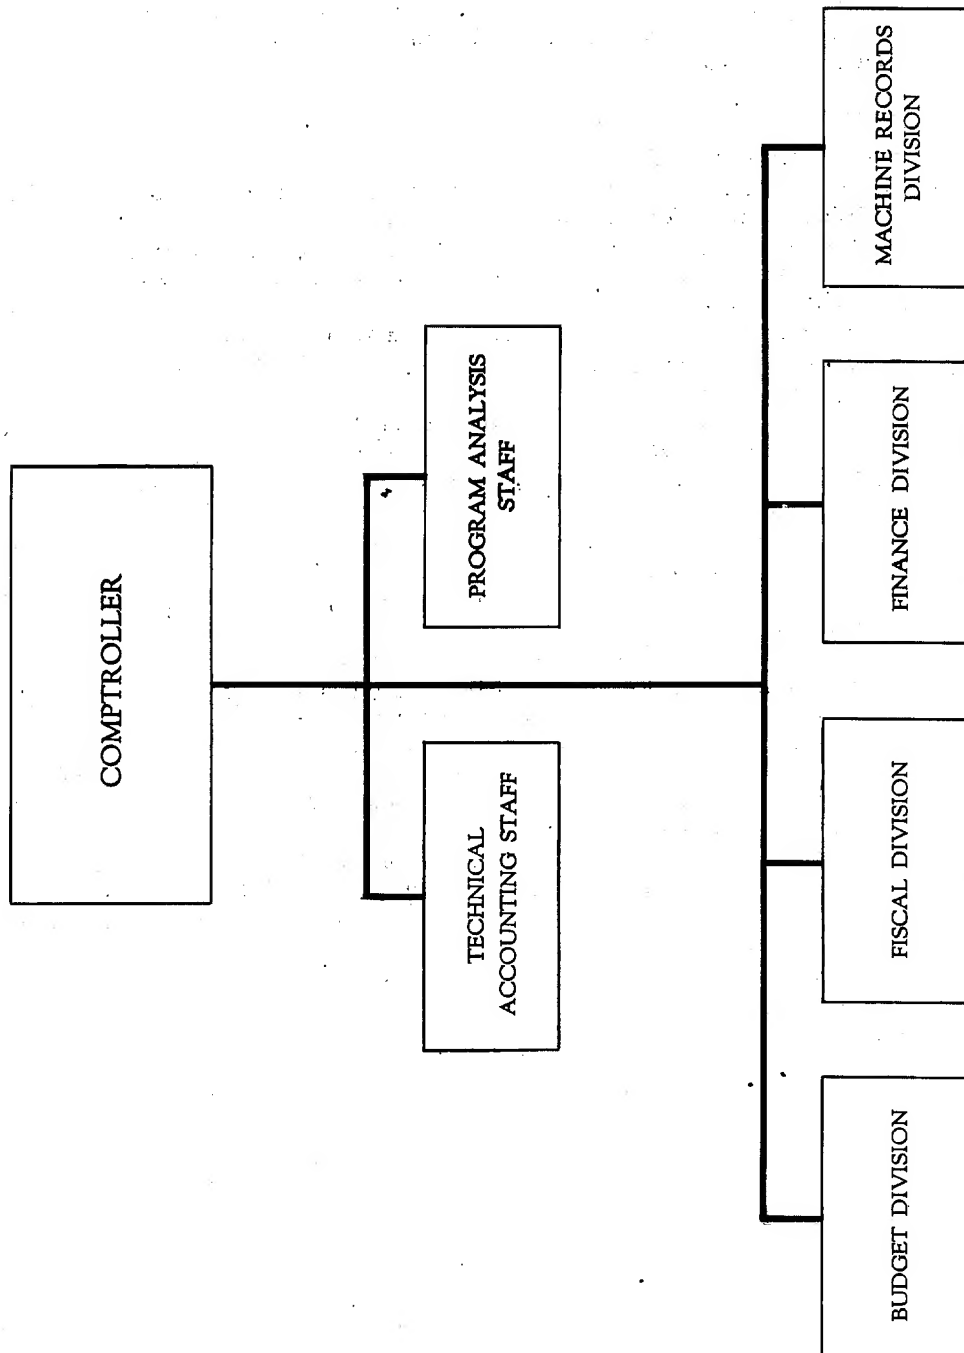 COMPTROLLER
TECHNICAL
ACCOUNTING STAFF
PROGRAM ANALYSIS
STAFF
BUDGET DIVISION
FISCAL DIVISION
FINANCE DIVISION
MACHINE RECORDS
DIVISION